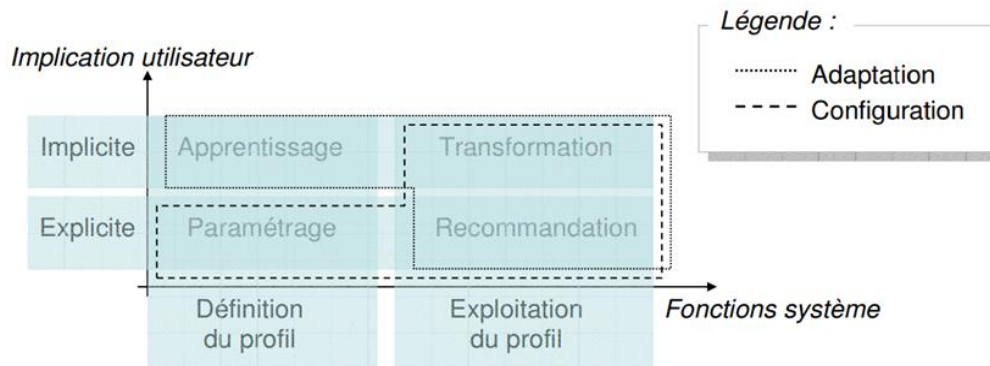 Légende :
Adaptation
Configuration
Implication utilisateur
Implicite
Apprentissage
Transformation
Explicite
Paramétrage
Recommandation
Définition
du profil
Exploitation
du profil
Fonctions système